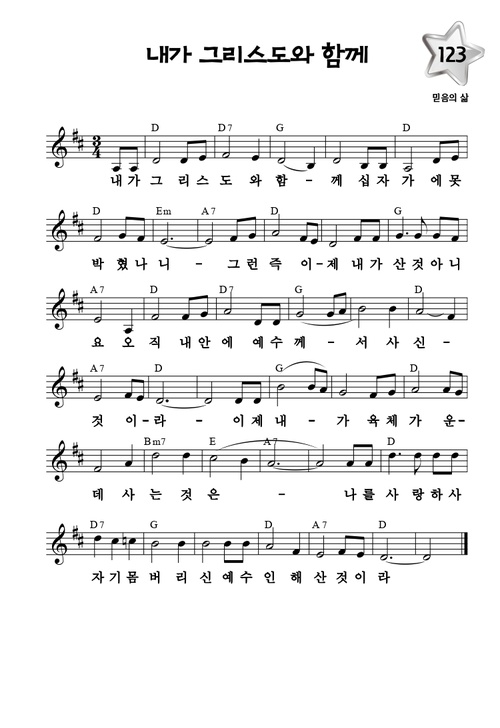 내가 그리스도와 함께
123
믿음의 삶
D D7 G D
3/4
내가 그 리스 도 와 함 - 께 십 자 가 에 못
D Em A7 D G
박 혔 나 니 - 그 런 즉 이 - 제 내 가 산 것 아 니
A7 D D7 G D
요 오 직 내 안 에 예 수 께 - 서 사 신 -
A7 D G D A7
것 이 - 라 - 이 제 내 - 가 육 체 가 운 -
Bm7 E A7 D
데 사 는 것 은 - 나 를 사 랑 하 사
D7 G D A7 D
자 기 몸 버 리 신 예 수 인 해 산 것 이 라